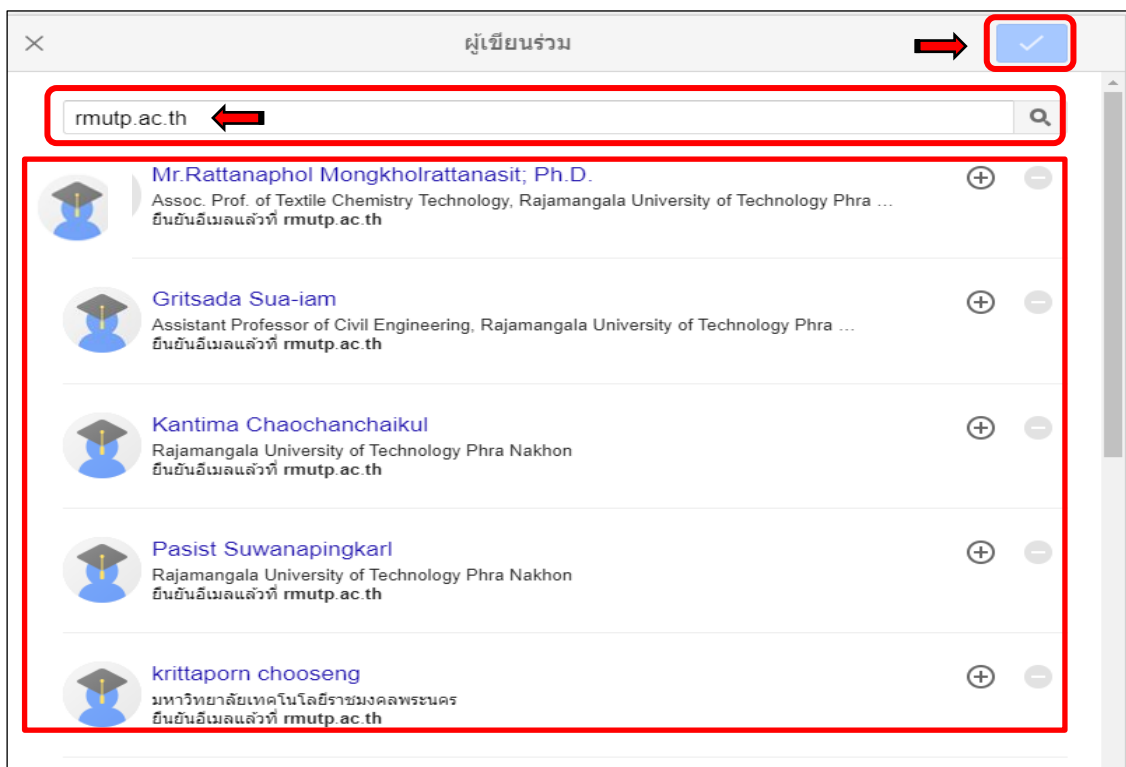 ผู้เขียนร่วม
rmutp.ac.th
Mr.Rattanaphol Mongkholrattanasit; Ph.D.
Assoc. Prof. of Textile Chemistry Technology, Rajamangala University of Technology Phra ...
ยืนยันอีเมลแล้วที่ rmutp.ac.th
Gritsada Sua-iam
Assistant Professor of Civil Engineering, Rajamangala University of Technology Phra ...
ยืนยันอีเมลแล้วที่ rmutp.ac.th
Kantima Chaochanchaikul
Rajamangala University of Technology Phra Nakhon
ยืนยันอีเมลแล้วที่ rmutp.ac.th
Pasist Suwanapingkarl
Rajamangala University of Technology Phra Nakhon
ยืนยันอีเมลแล้วที่ rmutp.ac.th
krittaporn chooseng
มหาวิทยาลัยเทคโนโลยีราชมงคลพระนคร
ยืนยันอีเมลแล้วที่ rmutp.ac.th